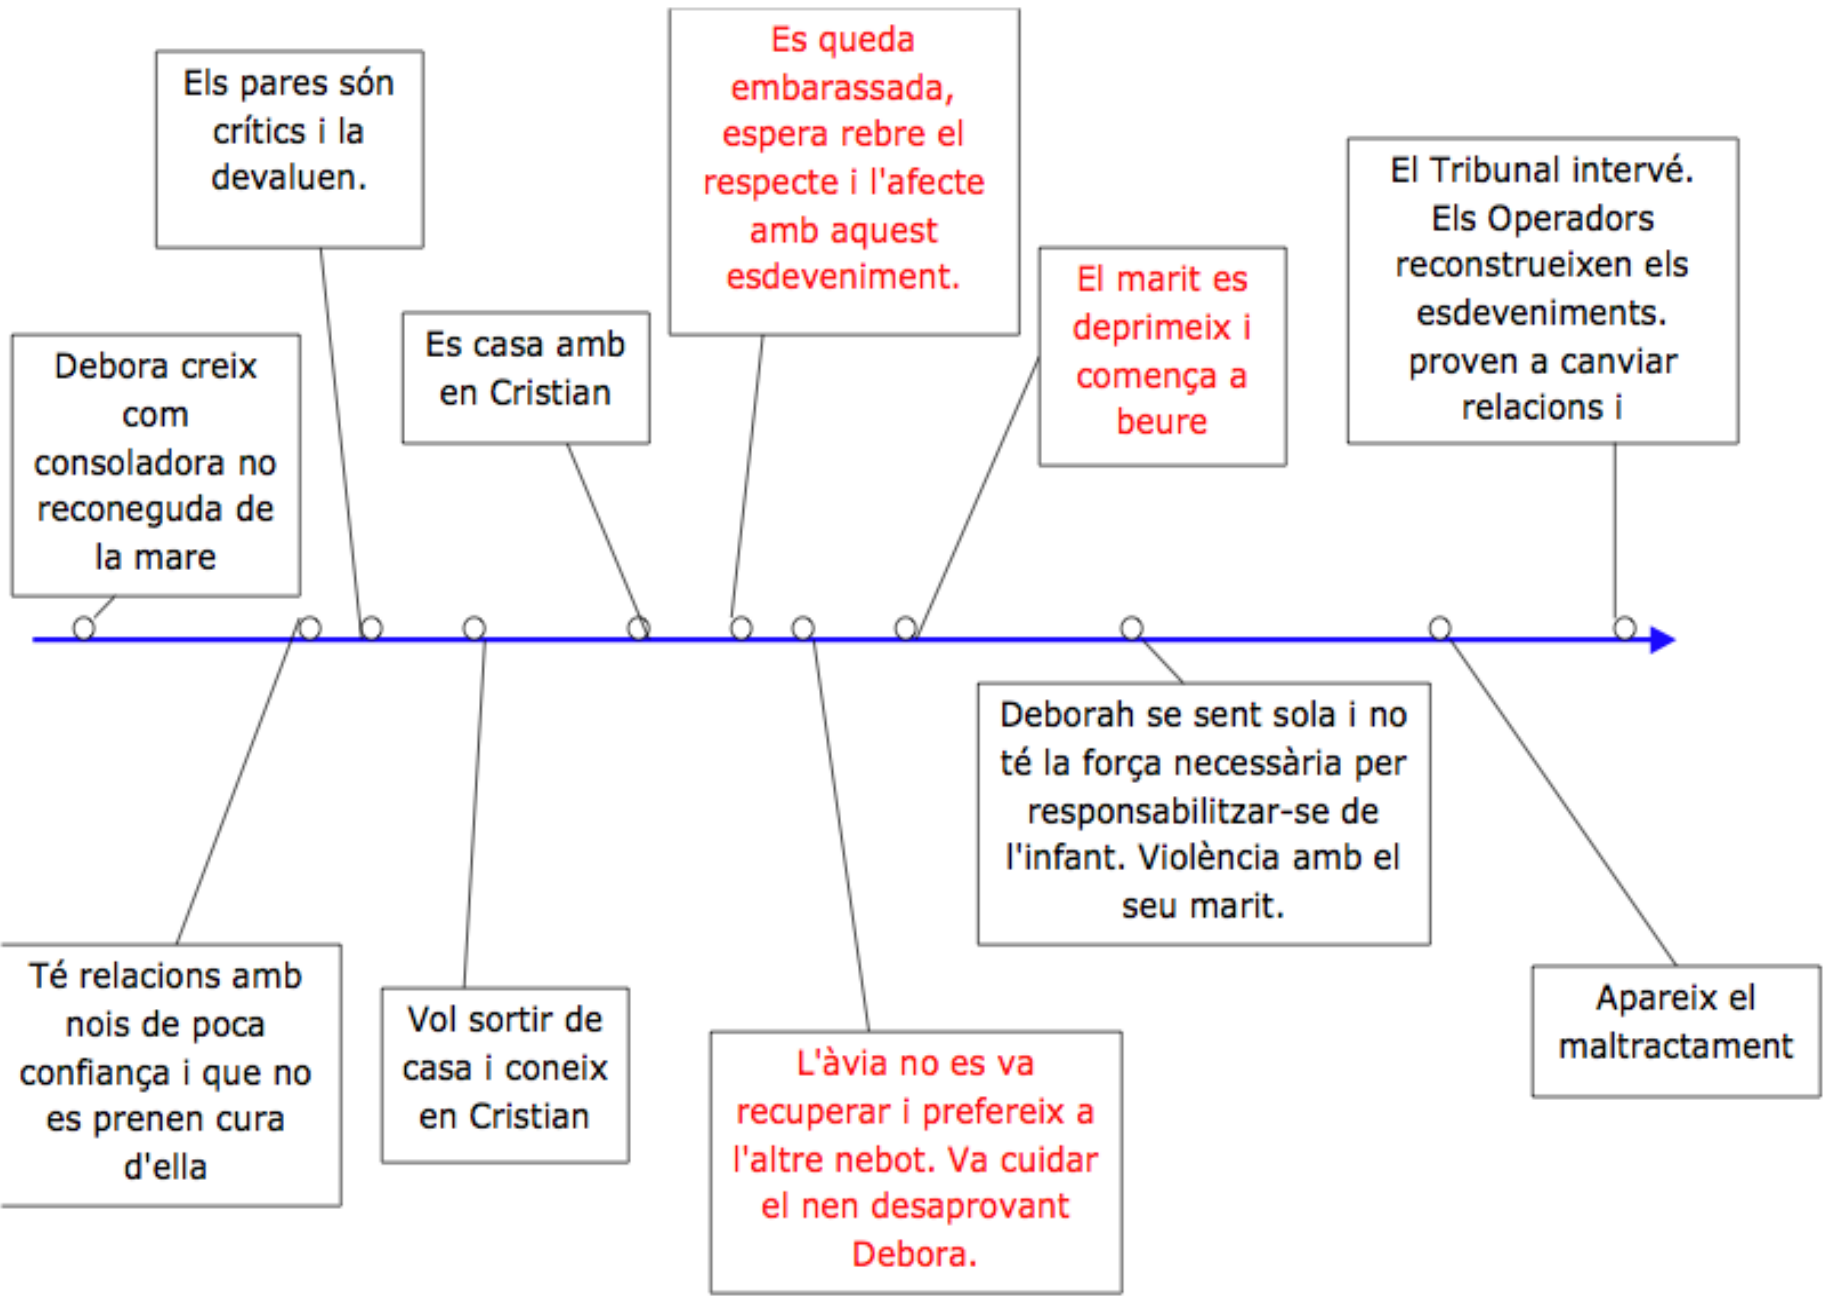 Debora creix
com
consoladora no
reconeguda de
la mare
Té relacions amb
nois de poca
confiança i que no
es prenen cura
d'ella
Els pares són
crítics i la
devaluen.
Vol sortir de
casa i coneix
en Cristian
Es casa amb
en Cristian
Es queda
embarassada,
espera rebre el
respecte i l'afecte
amb aquest
esdeveniment.
L'àvia no es va
recuperar i prefereix a
l'altre nebot. Va cuidar
el nen desaprovant
Debora.
El marit es
deprimeix i
comença a
beure
Deborah se sent sola i no
té la força necessària per
responsabilitzar-se de
l'infant. Violència amb el
seu marit.
Apareix el
maltractament
El Tribunal intervé.
Els Operadors
reconstrueixen els
esdeveniments.
proven a canviar
relacions i